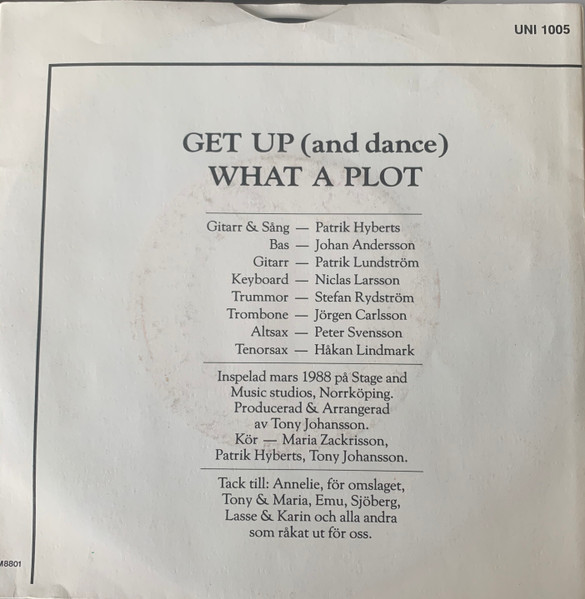 UNI 1005
GET UP (and dance)
WHAT A PLOT
Gitarr & Sång — Patrik Hyberts
Bas — Johan Andersson
Gitarr — Patrik Lundström
Keyboard — Niclas Larsson
Trummor — Stefan Rydström
Trombone — Jörgen Carlsson
Altsax — Peter Svensson
Tenorsax — Håkan Lindmark
Inspelad mars 1988 på Stage and
Music studios, Norrköping.
Producerad & Arrangerad
av Tony Johansson.
Kör — Maria Zackrisson,
Patrik Hyberts, Tony Johansson.
Tack till: Annelie, för omslaget,
Tony & Maria, Emu, Sjöberg,
Lasse & Karin och alla andra
som råkat ut för oss.
M8801